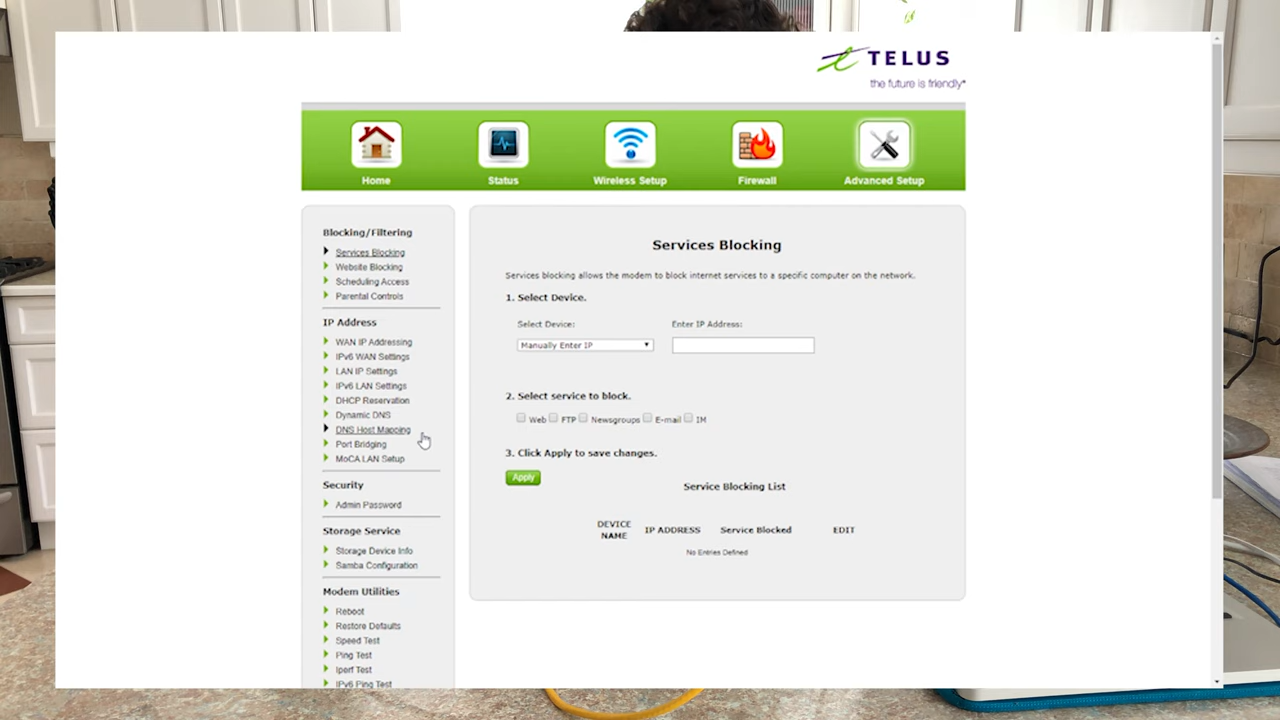 TELUS
the future is friendly*
Home
Status
Wireless Setup
Firewall
Advanced Setup
Blocking/Filtering
Services Blocking
Website Blocking
Scheduling Access
Parental Controls
IP Address
WAN IP Addressing
IPv6 WAN Settings
LAN IP Settings
IPv6 LAN Settings
DHCP Reservation
Dynamic DNS
DNS Host Mapping
Port Bridging
MoCA LAN Setup
Security
Admin Password
Storage Service
Storage Device Info
Samba Configuration
Modem Utilities
Reboot
Restore Defaults
Speed Test
Ping Test
Iperf Test
IPv6 Ping Test
Services Blocking
Services blocking allows the modem to block internet services to a specific computer on the network.
1. Select Device.
Select Device:
Enter IP Address:
Manually Enter IP
2. Select service to block.
Web FTP Newsgroups E-mail IM
3. Click Apply to save changes.
Apply
Service Blocking List
DEVICE NAME IP ADDRESS Service Blocked EDIT
No Entries Defined